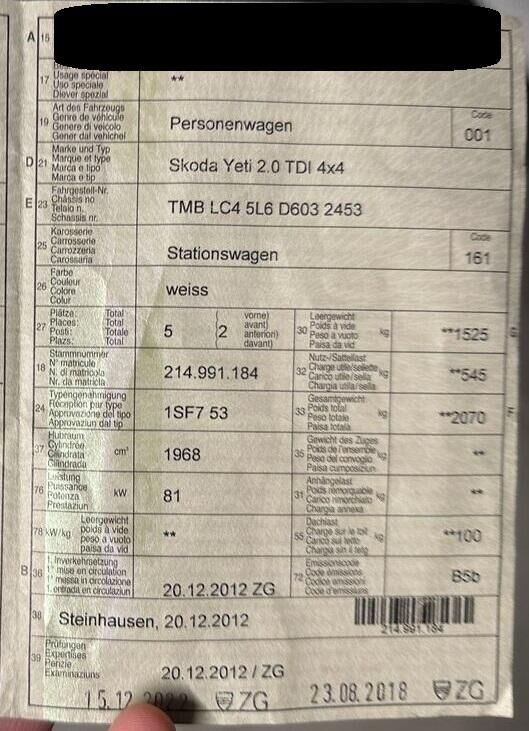 A 15
17 Usage spécial
Uso speciale
Diever spezial
**
19 Art des Fahrzeugs
Genre de véhicule
Genere di veicolo
Gener dal vehichel
Personenwagen
Code
001
D 21 Marke und Typ
Marque et type
Marca e tipo
Marca e tip
Skoda Yeti 2.0 TDI 4x4
E 23 Fahrgestell-Nr.
Châssis no
Telaio n.
Schassis nr.
TMB LC4 5L6 D603 2453
25 Karosserie
Carrosserie
Carrozzeria
Carossaria
Stationswagen
Code
161
26 Farbe
Couleur
Colore
Colur
weiss
27 Plätze: Total
Places: Total
Posti: Totale
Plazs: Total
5
(2
vorne)
avant)
anteriori)
davant)
30 Leergewicht
Poids à vide
Peso a vuoto
Paisa da vid
kg
**1525
G
18 Stammnummer
N° matricule
N. di matricola
Nr. da matricla
214.991.184
32 Nutz-/Sattellast
Charge utile/sellette
Carico utile/sella
Chargia utila/sella
kg
**545
24 Typengenehmigung
Réception par type
Approvazione del tipo
Approvaziun dal tip
1SF7 53
33 Gesamtgewicht
Poids total
Peso totale
Paisa totala
kg
**2070
F
37 Hubraum
Cylindrée
Cilindrata
Cilindrada
cm³
1968
35 Gewicht des Zuges
Poids de l'ensemble
Peso del convoglio
Paisa cumposiziun
kg
**
76 Leistung
Puissance
Potenza
Prestaziun
kW
81
31 Anhängelast
Poids remorquable
Carico rimorchiato
Chargia annexa
kg
**
78 kW/kg Leergewicht
poids à vide
peso a vuoto
paisa da vid
**
55 Dachlast
Charge sur le toit
Carico sul tetto
Chargia sin il tetg
kg
**100
B 36 1. Inverkehrsetzung
1re mise en circulation
1a messa in circolazione
1. entrada en circulaziun
20.12.2012 ZG
72 Emissionscode
Code émissions
Codice emissioni
Code d'emissiuns
B5b
38 Steinhausen, 20.12.2012
214.991.184
39 Prüfungen
Expertises
Perizie
Examinaziuns
20.12.2012 / ZG
15.12.2022 ZG 23.08.2018 ZG